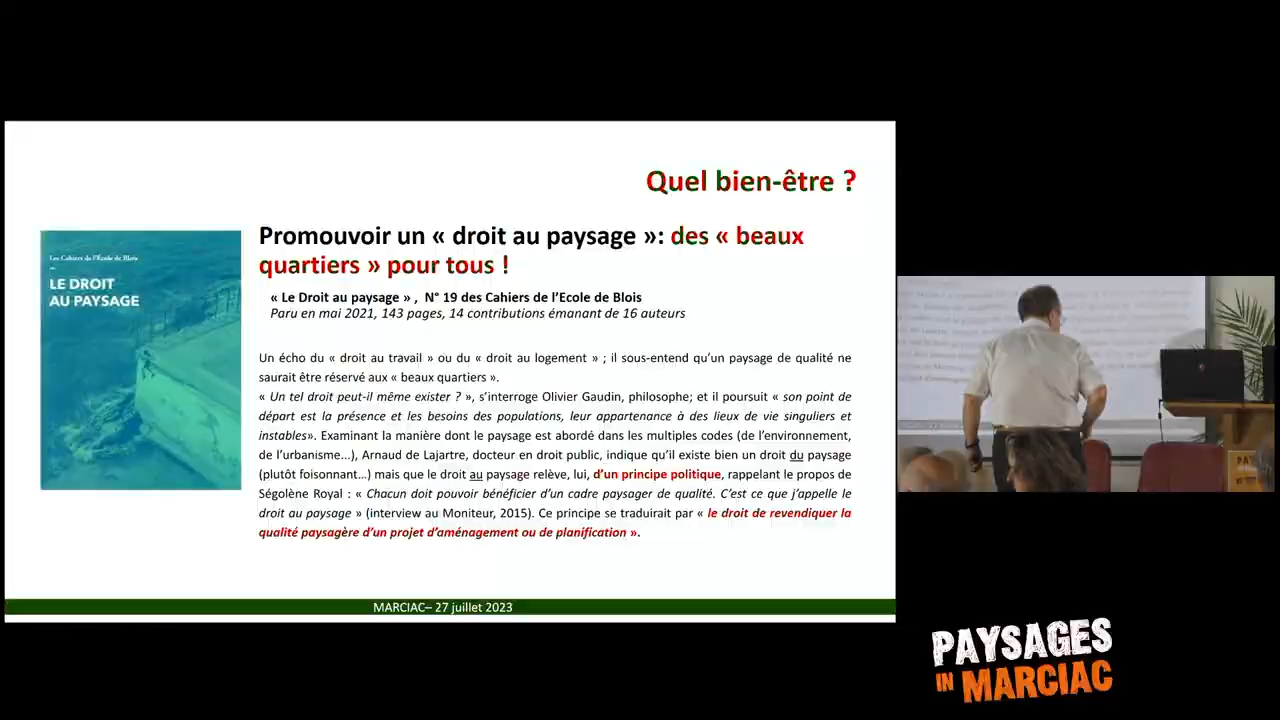 Quel bien-être ?
Promouvoir un « droit au paysage »: des « beaux
quartiers » pour tous !
Les Cahiers de l'École de Blois
LE DROIT
AU PAYSAGE
« Le Droit au paysage » , N° 19 des Cahiers de l'Ecole de Blois
Paru en mai 2021, 143 pages, 14 contributions émanant de 16 auteurs
Un écho du « droit au travail » ou du « droit au logement » ; il sous-entend qu'un paysage de qualité ne
saurait être réservé aux « beaux quartiers ».
« Un tel droit peut-il même exister ? », s'interroge Olivier Gaudin, philosophe; et il poursuit « son point de
départ est la présence et les besoins des populations, leur appartenance à des lieux de vie singuliers et
instables». Examinant la manière dont le paysage est abordé dans les multiples codes (de l'environnement,
de l'urbanisme...), Arnaud de Lajartre, docteur en droit public, indique qu'il existe bien un droit du paysage
(plutôt foisonnant…) mais que le droit au paysage relève, lui, d'un principe politique, rappelant le propos de
Ségolène Royal : « Chacun doit pouvoir bénéficier d'un cadre paysager de qualité. C'est ce que j'appelle le
droit au paysage » (interview au Moniteur, 2015). Ce principe se traduirait par « le droit de revendiquer la
qualité paysagère d'un projet d'aménagement ou de planification ».
MARCIAC– 27 juillet 2023
PAYSAGES
IN MARCIAC